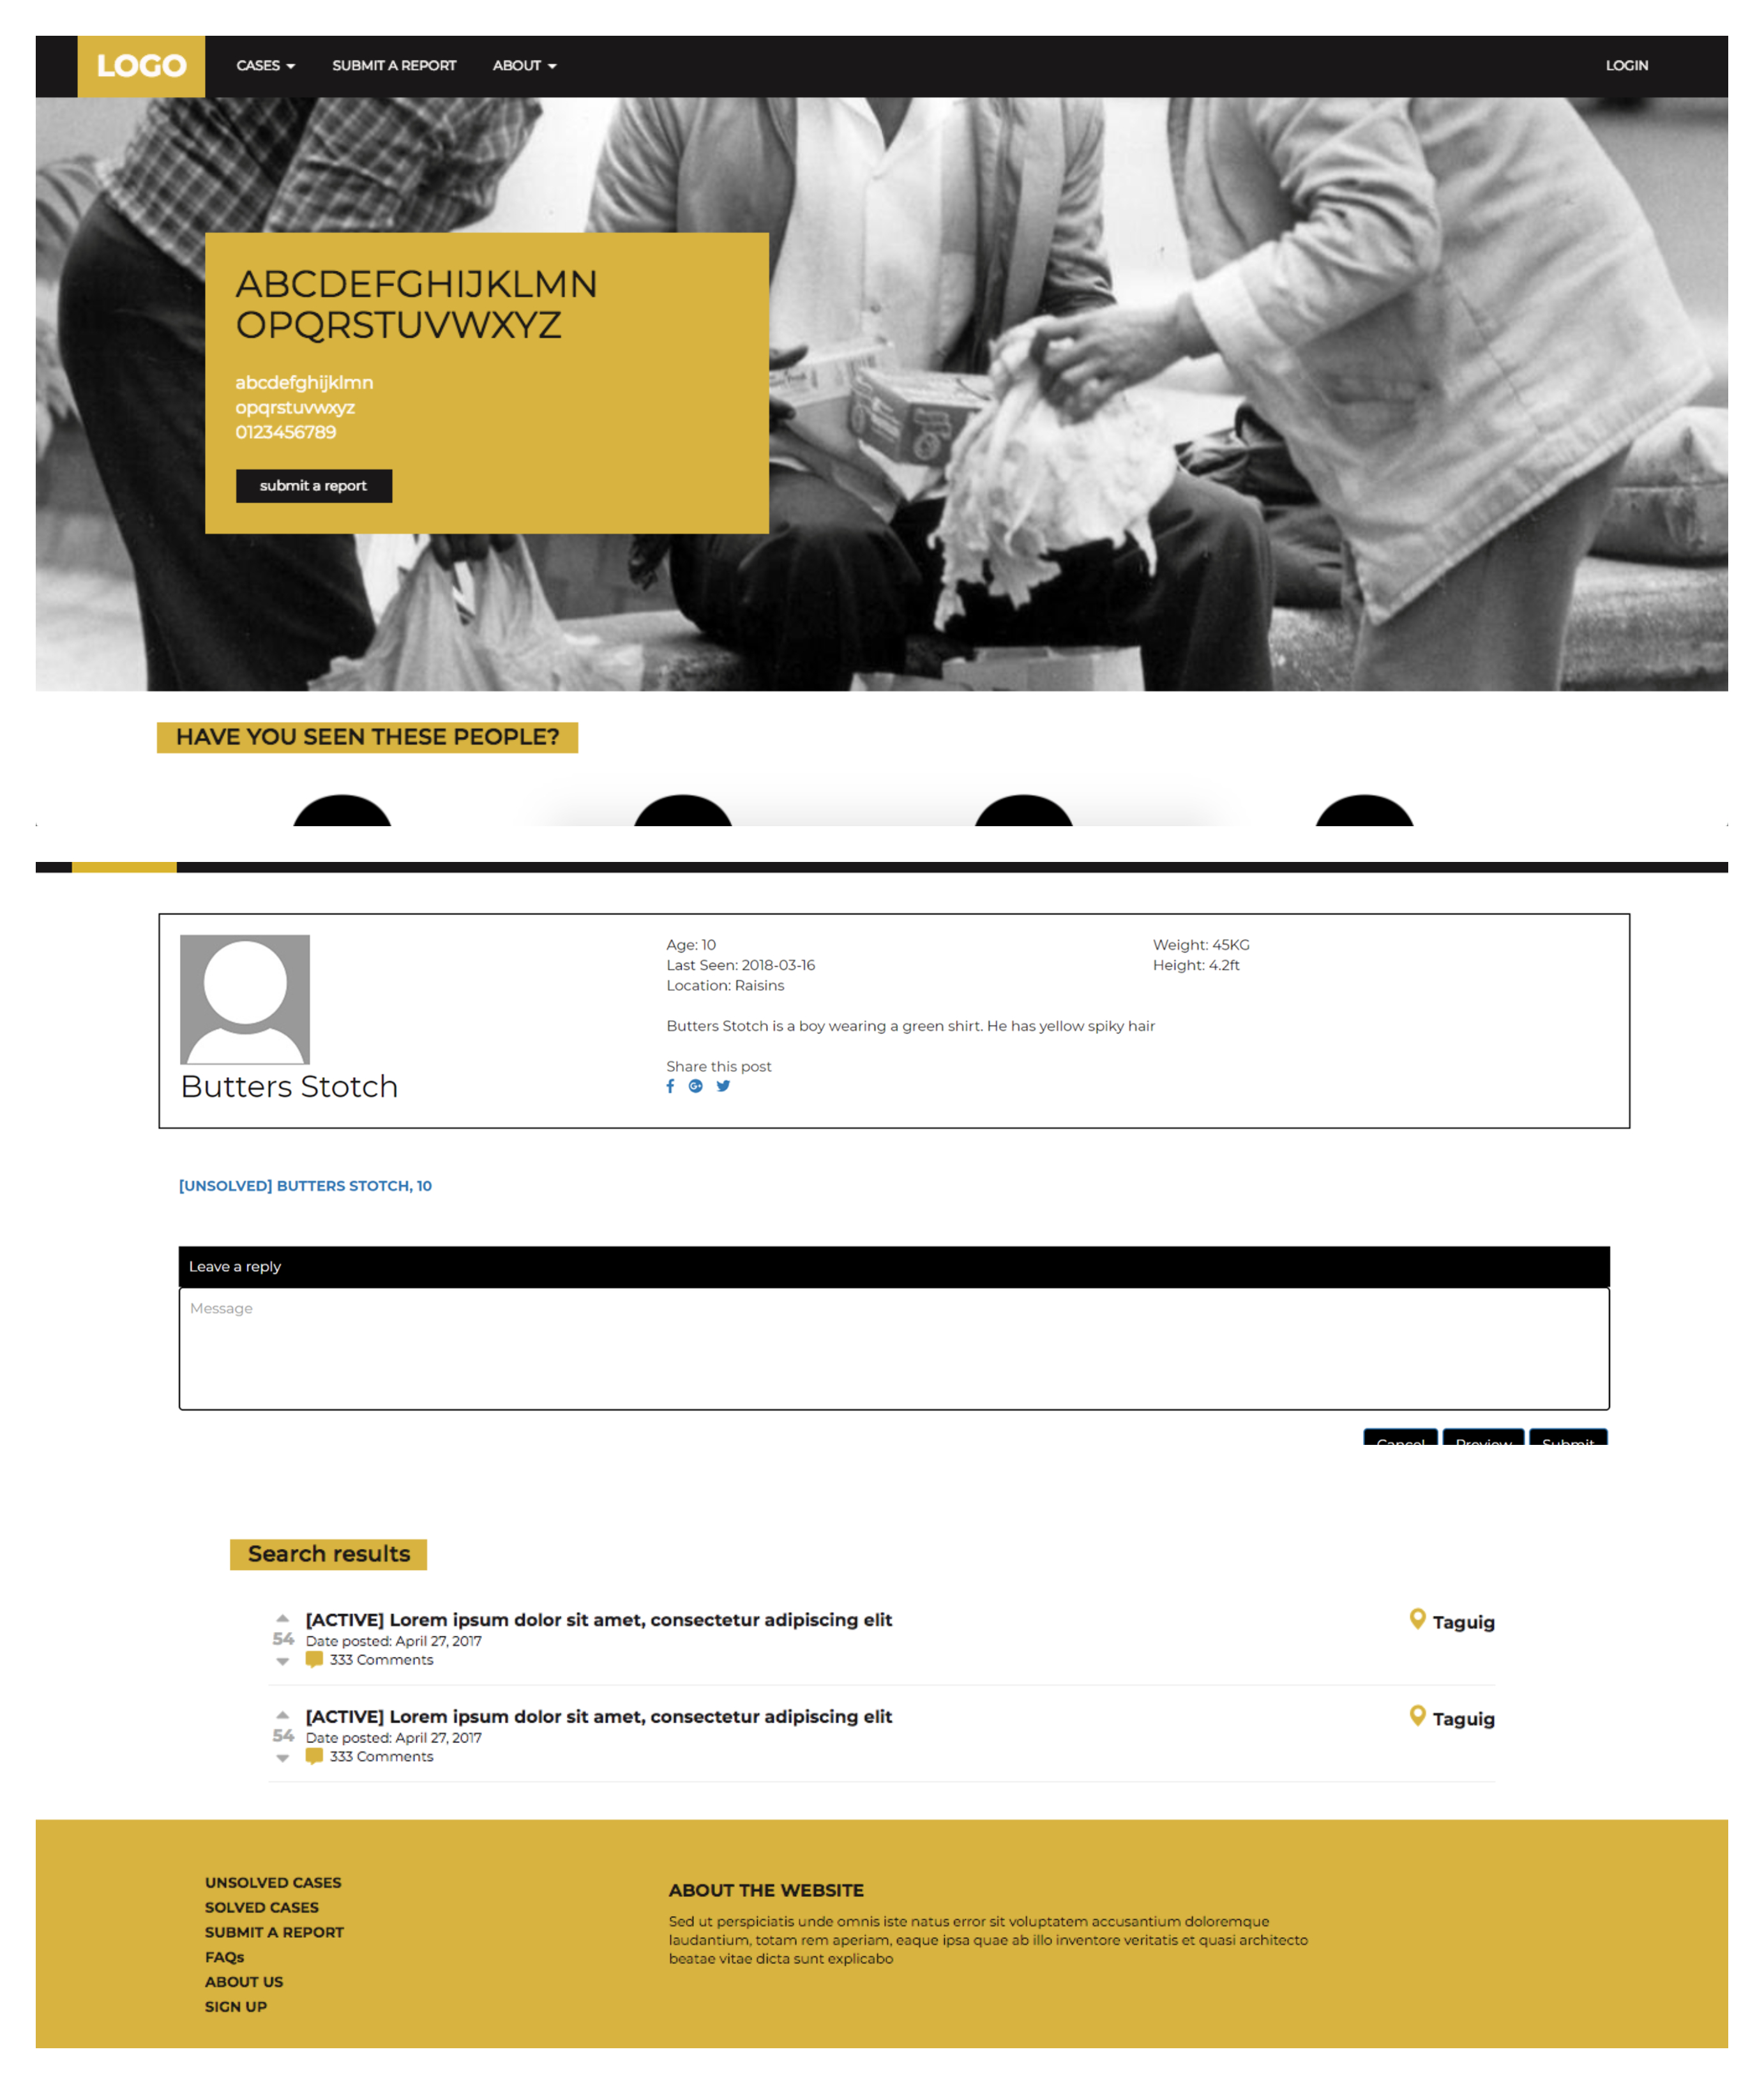 LOGO
CASES
SUBMIT A REPORT
ABOUT
LOGIN
ABCDEFGHIJKLMN
OPQRSTUVWXYZ
abcdefghijklmn
opqrstuvwxyz
0123456789
submit a report
HAVE YOU SEEN THESE PEOPLE?
Age: 10
Last Seen: 2018-03-16
Location: Raisins
Weight: 45KG
Height: 4.2ft
Butters Stotch is a boy wearing a green shirt. He has yellow spiky hair
Share this post
Butters Stotch
[UNSOLVED] BUTTERS STOTCH, 10
Leave a reply
Message
Cancel
Preview
Submit
Search results
[ACTIVE] Lorem ipsum dolor sit amet, consectetur adipiscing elit
54
Date posted: April 27, 2017
333 Comments
Taguig
[ACTIVE] Lorem ipsum dolor sit amet, consectetur adipiscing elit
54
Date posted: April 27, 2017
333 Comments
Taguig
UNSOLVED CASES
SOLVED CASES
SUBMIT A REPORT
FAQs
ABOUT US
SIGN UP
ABOUT THE WEBSITE
Sed ut perspiciatis unde omnis iste natus error sit voluptatem accusantium doloremque
laudantium, totam rem aperiam, eaque ipsa quae ab illo inventore veritatis et quasi architecto
beatae vitae dicta sunt explicabo